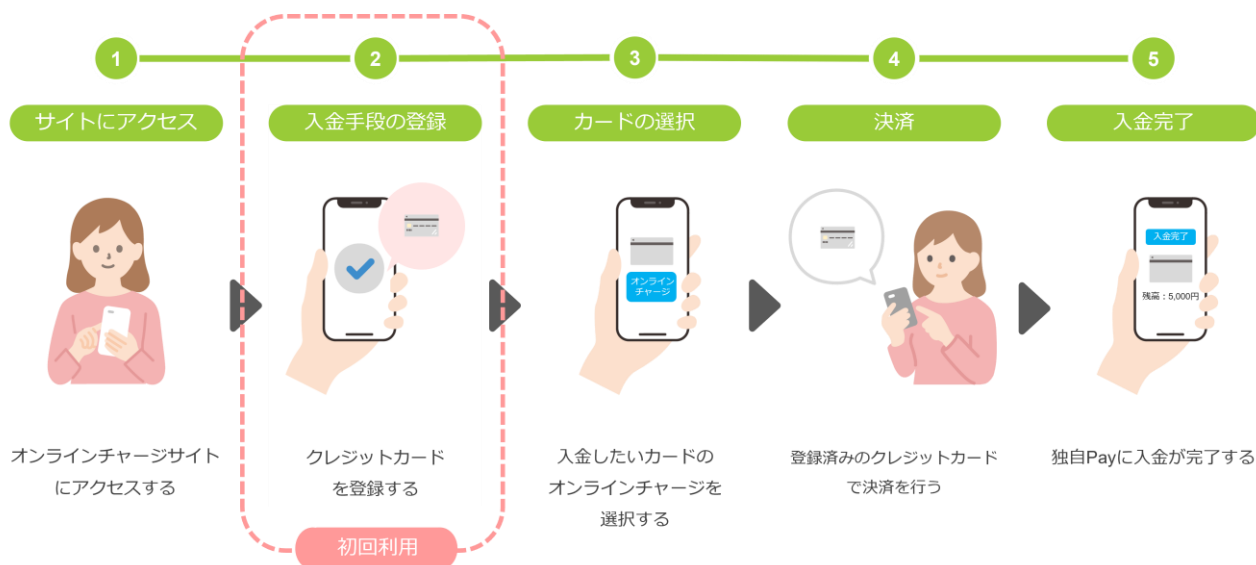 1
2
3
4
5
サイトにアクセス
入金手段の登録
カードの選択
決済
入金完了
オンライン
チャージ
入金完了
残高：5,000円
オンラインチャージサイト
にアクセスする
クレジットカード
を登録する
入金したいカードの
オンラインチャージを
選択する
登録済みのクレジットカード
で決済を行う
独自Payに入金が完了する
初回利用